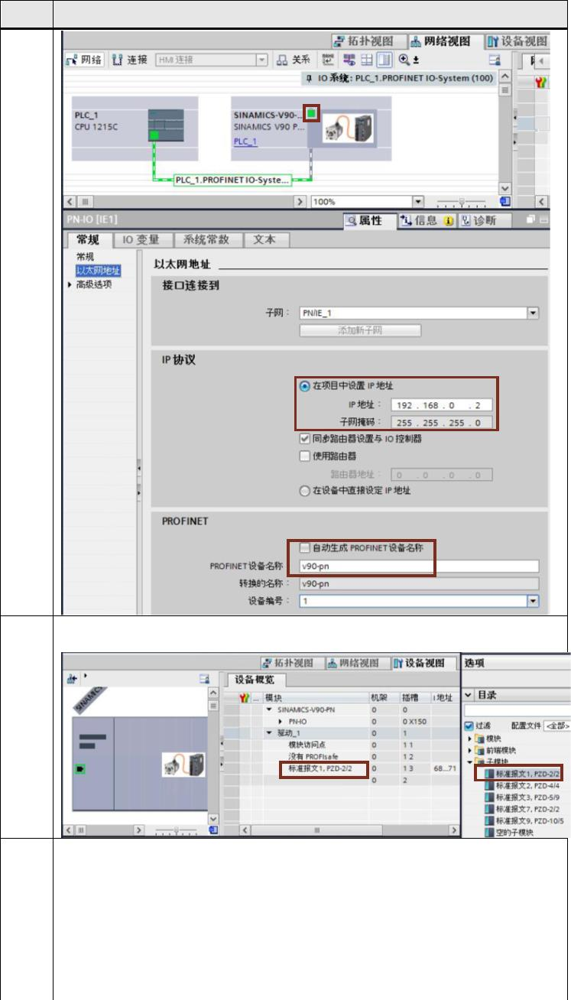 拓扑视图 网络视图 设备视图
网络 连接 HMI 连接 关系
IO 系统: PLC_1.PROFINET IO-System (100)
PLC_1
CPU 1215C
SINAMICS-V90-...
SINAMICS V90 P...
PLC_1
PLC_1.PROFINET IO-Syste...
100%
PN-IO [IE1]
属性 信息 诊断
常规 IO 变量 系统常数 文本
常规
以太网地址
高级选项
以太网地址
接口连接到
子网：
PN/IE_1
添加新子网
IP 协议
在项目中设置 IP 地址
IP 地址： 192 . 168 . 0 . 2
子网掩码： 255 . 255 . 255 . 0
同步路由器设置与 IO 控制器
使用路由器
路由器地址： 0 . 0 . 0 . 0
在设备中直接设定 IP 地址
PROFINET
自动生成 PROFINET 设备名称
PROFINET 设备名称 v90-pn
转换的名称： v90-pn
设备编号： 1
拓扑视图 网络视图 设备视图
选项
设备概览
目录
... 模块 机架 插槽 I 地址
过滤 配置文件 <全部>
SINAMICS-V90-PN 0 0
PN-IO 0 0 X150
驱动_1 0 1
模块访问点 0 1 1
没有 PROFIsafe 0 1 2
标准报文1, PZD-2/2 0 1 3 68...71
0 2
模块
前端模块
子模块
标准报文1, PZD-2/2
标准报文2, PZD-4/4
标准报文3, PZD-5/9
标准报文7, PZD-2/2
标准报文9, PZD-10/5
空的子模块